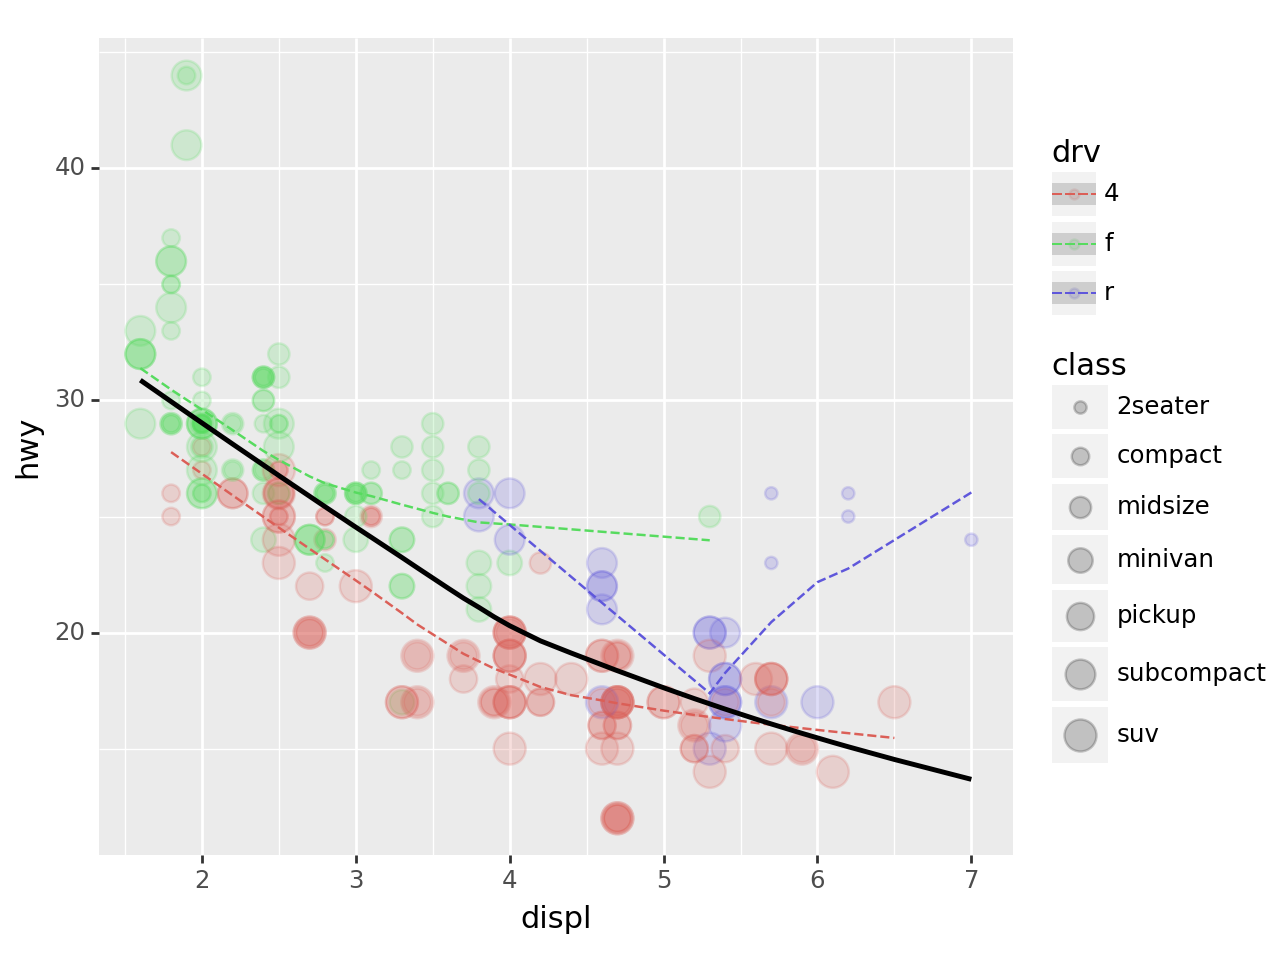 hwy
40
30
20
2 3 4 5 6 7
displ
drv
4
f
r
class
2seater
compact
midsize
minivan
pickup
subcompact
suv